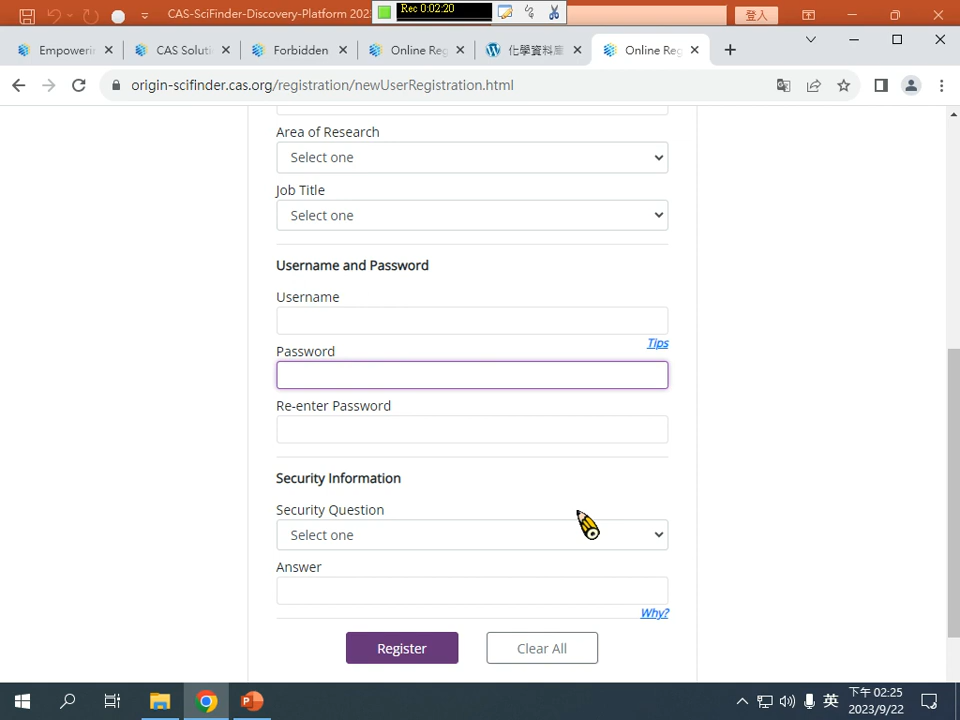 CAS-SciFinder-Discovery-Platform 202
Rec 0:02:20
登入
Empowerin
CAS Soluti
Forbidden
Online Reg
化學資料庫
Online Reg
origin-scifinder.cas.org/registration/newUserRegistration.html
Area of Research
Select one
Job Title
Select one
Username and Password
Username
Tips
Password
Re-enter Password
Security Information
Security Question
Select one
Answer
Why?
Register
Clear All
英
下午 02:25
2023/9/22